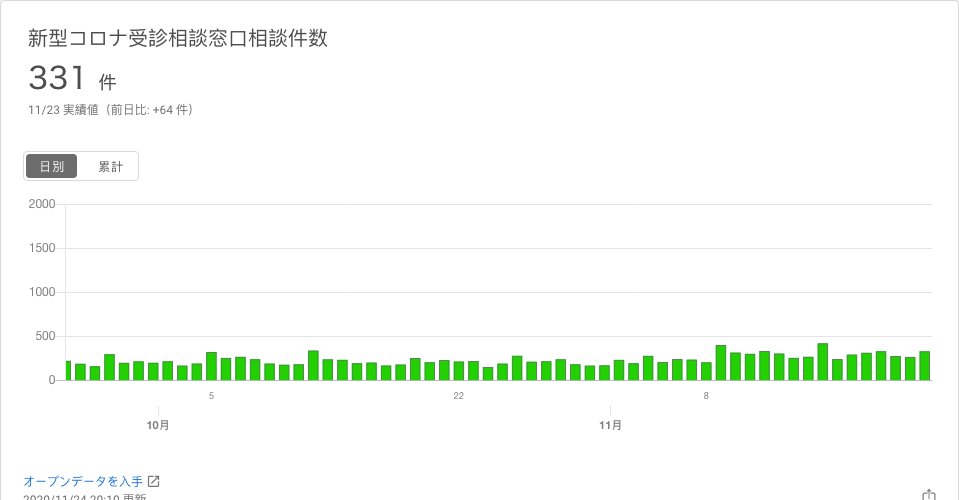 新型コロナ受診相談窓口相談件数
331 件
11/23 実績値（前日比: +64 件）
日別 累計
2000
1500
1000
500
0
5 22 8
10月 11月
オープンデータを入手
2020/11/24 20:10 更新